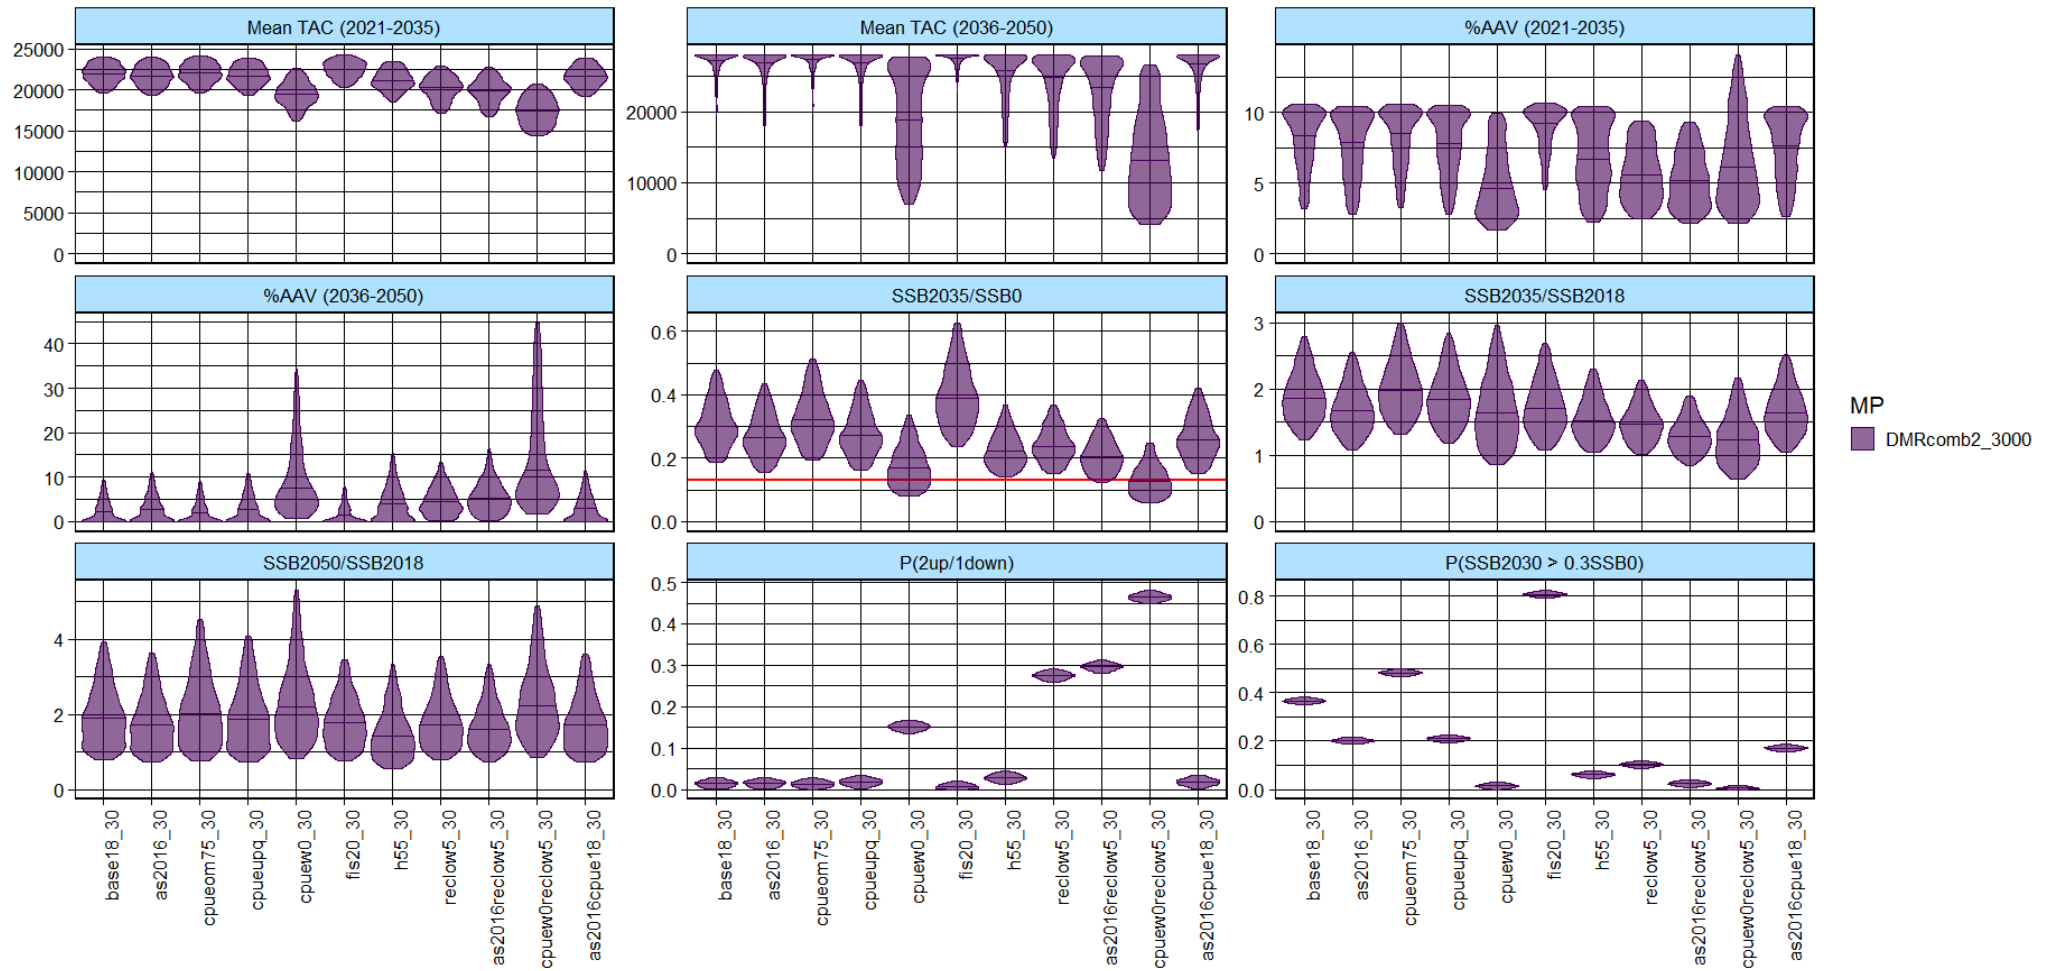 Mean TAC (2021-2035)
Mean TAC (2036-2050)
%AAV (2021-2035)
25000
20000
15000
10000
5000
0
20000
10000
0
10
5
0
%AAV (2036-2050)
SSB2035/SSB0
SSB2035/SSB2018
40
30
20
10
0
0.6
0.4
0.2
0.0
3
2
1
0
MP
DMRcomb2_3000
SSB2050/SSB2018
P(2up/1down)
P(SSB2030 > 0.3SSB0)
4
2
0
0.5
0.4
0.3
0.2
0.1
0.0
0.8
0.6
0.4
0.2
0.0
base18_30
as2016_30
cpueom75_30
cpueupq_30
cpuew0_30
fis20_30
h55_30
reclow5_30
as2016reclow5_30
cpuew0reclow5_30
as2016cpue18_30
base18_30
as2016_30
cpueom75_30
cpueupq_30
cpuew0_30
fis20_30
h55_30
reclow5_30
as2016reclow5_30
cpuew0reclow5_30
as2016cpue18_30
base18_30
as2016_30
cpueom75_30
cpueupq_30
cpuew0_30
fis20_30
h55_30
reclow5_30
as2016reclow5_30
cpuew0reclow5_30
as2016cpue18_30